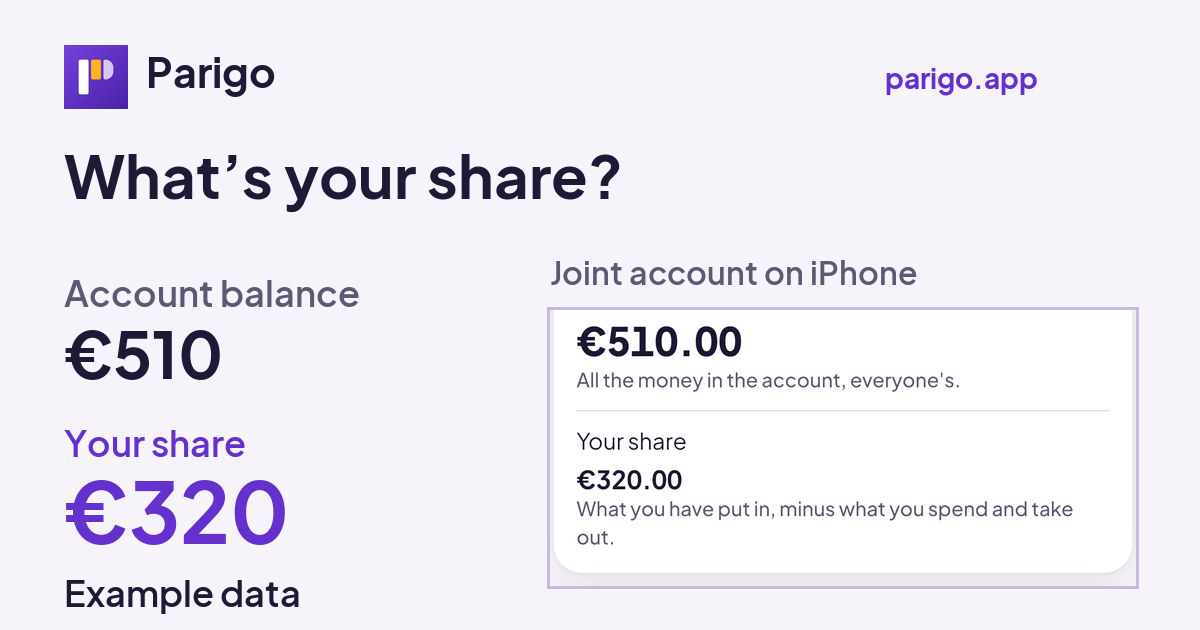 Parigo
parigo.app
What’s your share?
Account balance
€510
Your share
€320
Example data
Joint account on iPhone
€510.00
All the money in the account, everyone's.
Your share
€320.00
What you have put in, minus what you spend and take
out.